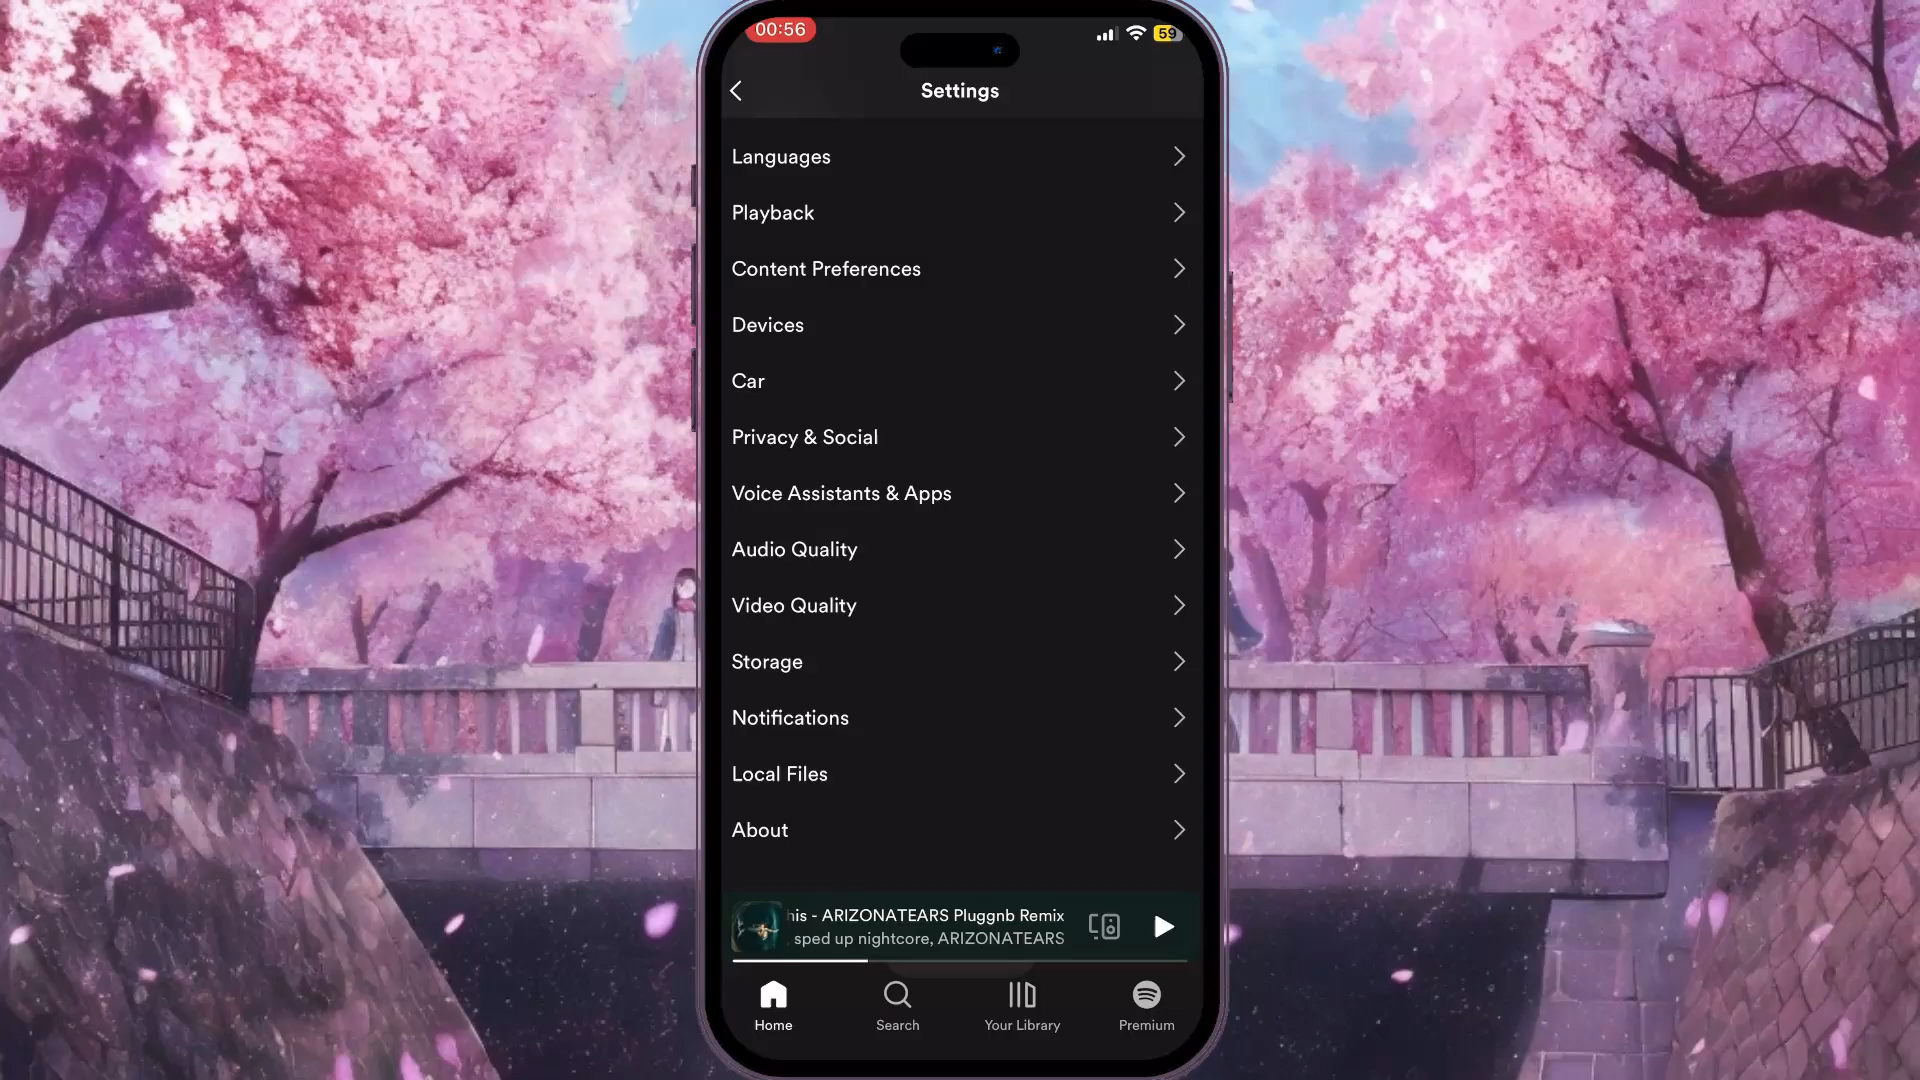 00:56
59
Settings
Languages
Playback
Content Preferences
Devices
Car
Privacy & Social
Voice Assistants & Apps
Audio Quality
Video Quality
Storage
Notifications
Local Files
About
his - ARIZONATEARS Pluggnb Remix
sped up nightcore, ARIZONATEARS
Home
Search
Your Library
Premium